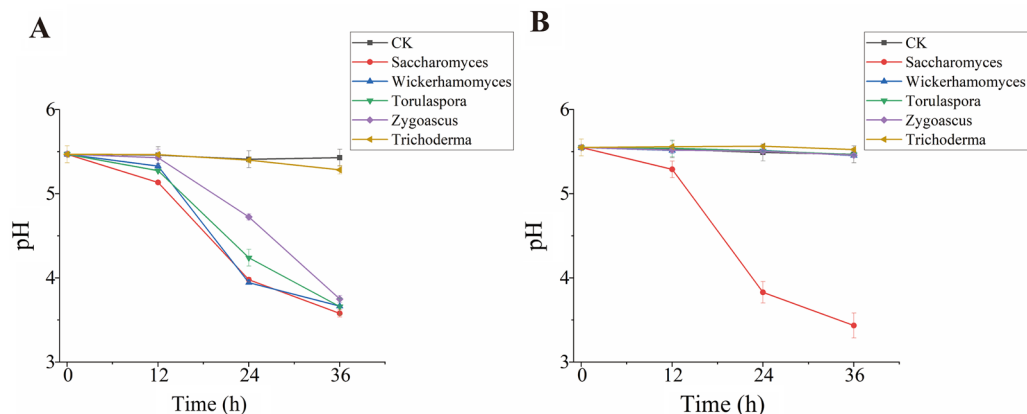 A
CK
Saccharomyces
Wickerhamomyces
Torulaspora
Zygoascus
Trichoderma
6
5
4
3
pH
0 12 24 36
Time (h)
B
CK
Saccharomyces
Wickerhamomyces
Torulaspora
Zygoascus
Trichoderma
6
5
4
3
pH
0 12 24 36
Time (h)